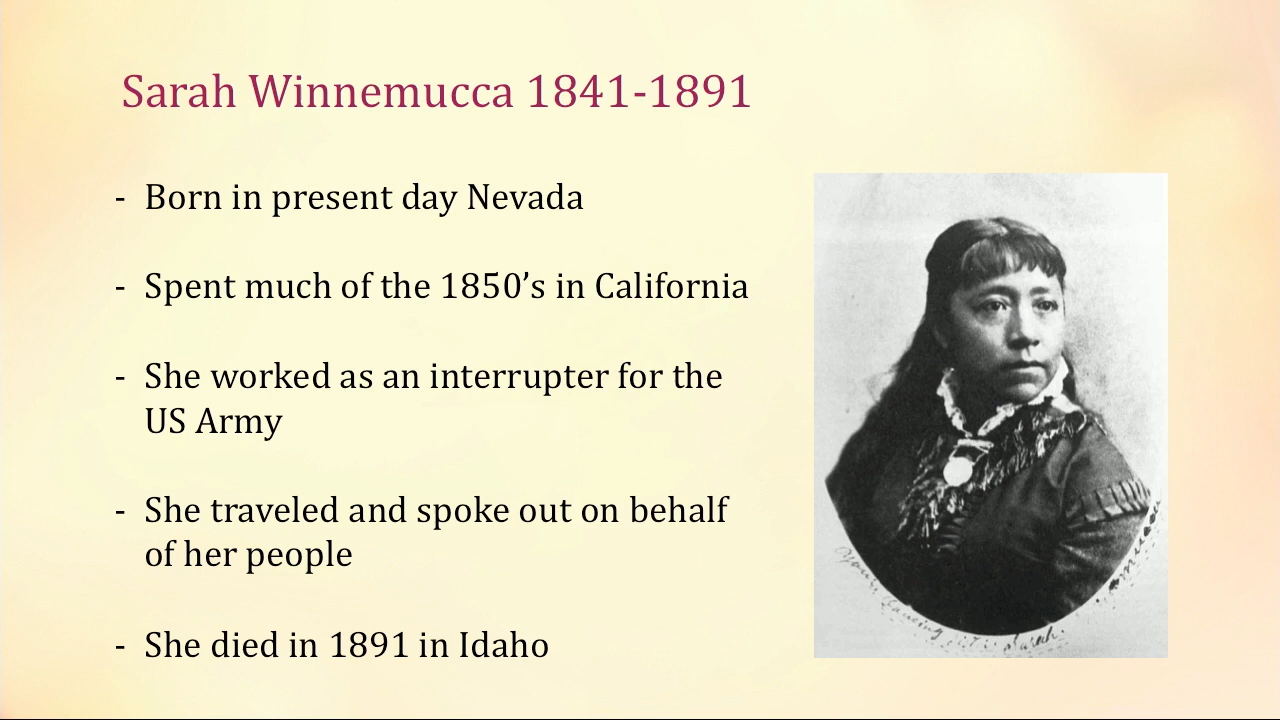 Sarah Winnemucca 1841-1891
- Born in present day Nevada
- Spent much of the 1850’s in California
- She worked as an interrupter for the
US Army
- She traveled and spoke out on behalf
of her people
- She died in 1891 in Idaho
Sarah.